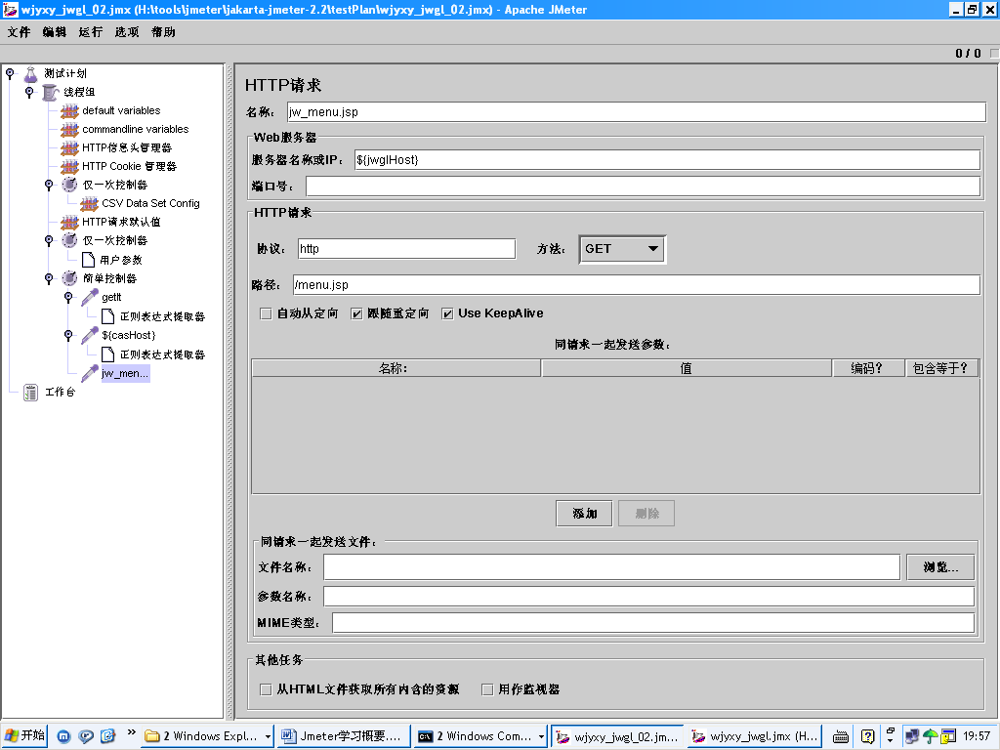 wjyxy_jwgl_02.jmx (H:\tools\jmeter\jakarta-jmeter-2.2\testPlan\wjyxy_jwgl_02.jmx) - Apache JMeter
文件 编辑 运行 选项 帮助
0 / 0
测试计划
线程组
default variables
commandline variables
HTTP信息头管理器
HTTP Cookie 管理器
仅一次控制器
CSV Data Set Config
HTTP请求默认值
仅一次控制器
用户参数
简单控制器
getIt
正则表达式提取器
${casHost}
正则表达式提取器
jw_men...
工作台
HTTP请求
名称: jw_menu.jsp
Web服务器
服务器名称或IP: ${jwglHost}
端口号:
HTTP请求
协议: http 方法: GET
路径: /menu.jsp
自动从定向 跟随重定向 Use KeepAlive
同请求一起发送参数:
名称: 值 编码? 包含等于?
添加 删除
同请求一起发送文件:
文件名称: 浏览...
参数名称:
MIME类型:
其他任务
从HTML文件获取所有内含的资源 用作监视器
开始 » 2 Windows Expl... Jmeter学习概要.... 2 Windows Com... wjyxy_jwgl_02.jm... wjyxy_jwgl.jmx (H... 19:57